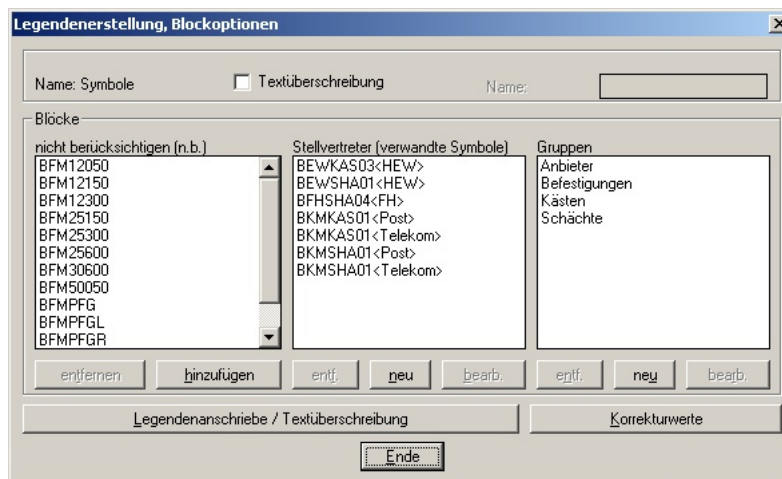 Legendenerstellung, Blockoptionen
Name: Symbole
Textüberschreibung
Name:
Blöcke
nicht berücksichtigen (n.b.)
BFM12050
BFM12150
BFM12300
BFM25150
BFM25300
BFM25600
BFM30600
BFM50050
BFMPFG
BFMPFGL
BFMPFGR
entfernen
hinzufügen
Stellvertreter (verwandte Symbole)
BEWKAS03<HEW>
BEWSHA01<HEW>
BFHSHA04<FH>
BKMKAS01<Post>
BKMKAS01<Telekom>
BKMSHA01<Post>
BKMSHA01<Telekom>
entf.
neu
bearb.
Gruppen
Anbieter
Befestigungen
Kästen
Schächte
entf.
neu
bearb.
Legendenanschriebe / Textüberschreibung
Korrekturwerte
Ende